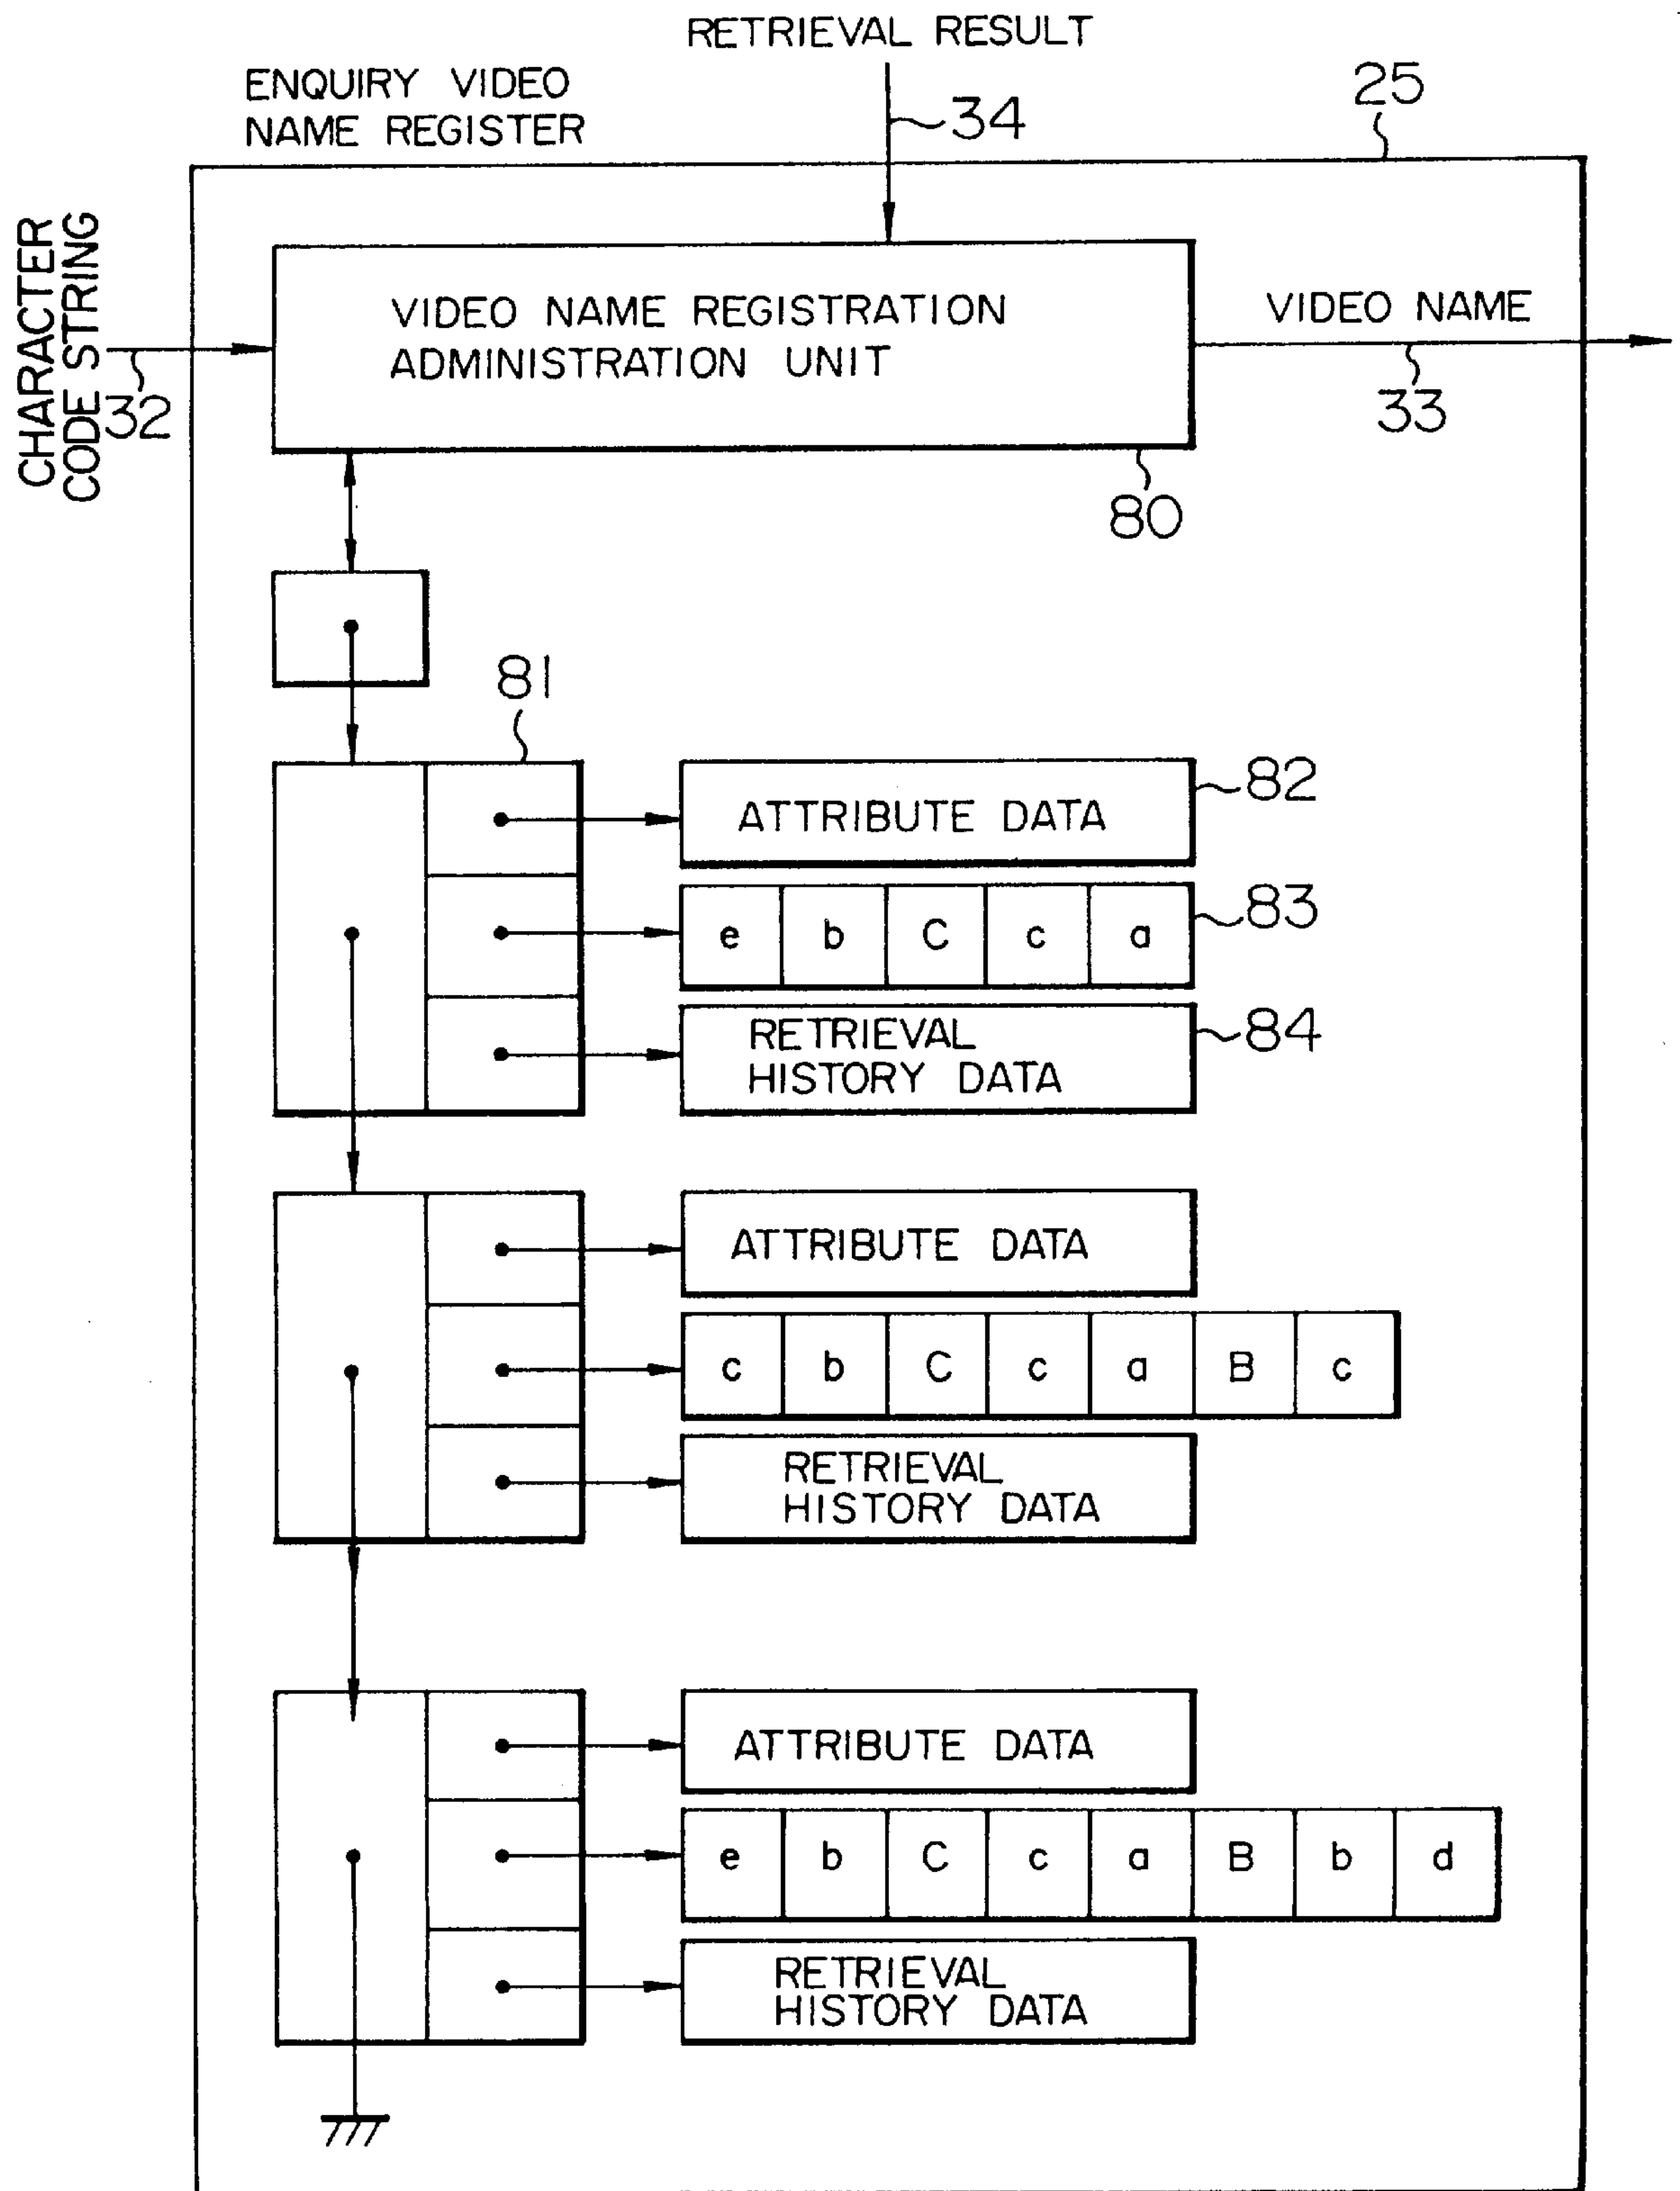 RETRIEVAL RESULT
ENQUIRY VIDEO
NAME REGISTER
25
34
CHARACTER
CODE STRING
32
VIDEO NAME REGISTRATION
ADMINISTRATION UNIT
VIDEO NAME
33
80
81
ATTRIBUTE DATA
82
e b C c a
83
RETRIEVAL
HISTORY DATA
84
ATTRIBUTE DATA
c b C c a B c
RETRIEVAL
HISTORY DATA
ATTRIBUTE DATA
e b C c a B b d
RETRIEVAL
HISTORY DATA